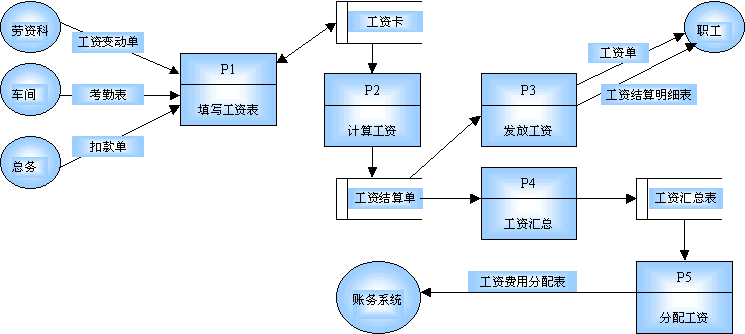 劳资科
工资变动单
车间
考勤表
总务
扣款单
P1
填写工资表
工资卡
P2
计算工资
工资结算单
P3
发放工资
工资单
工资结算明细表
职工
P4
工资汇总
工资汇总表
P5
分配工资
工资费用分配表
账务系统